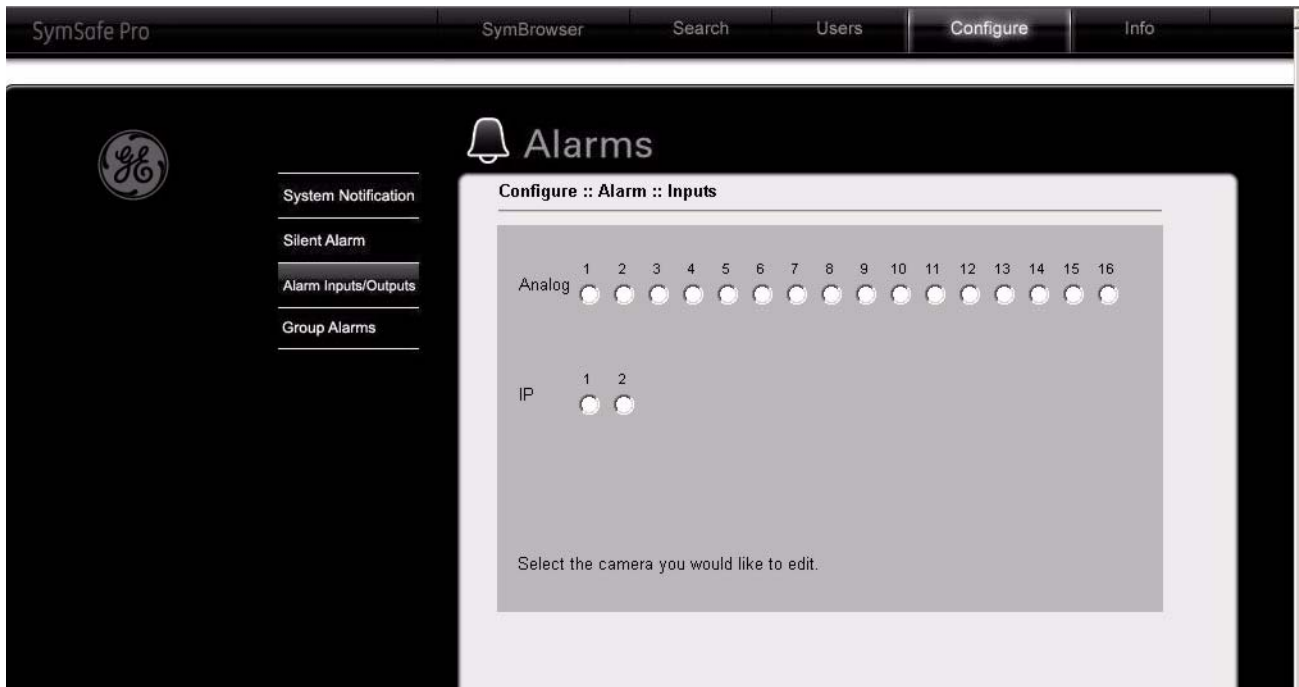 SymSafe Pro
SymBrowser Search Users Configure Info
GE
Alarms
System Notification
Silent Alarm
Alarm Inputs/Outputs
Group Alarms
Configure :: Alarm :: Inputs
1 2 3 4 5 6 7 8 9 10 11 12 13 14 15 16
Analog
1 2
IP
Select the camera you would like to edit.